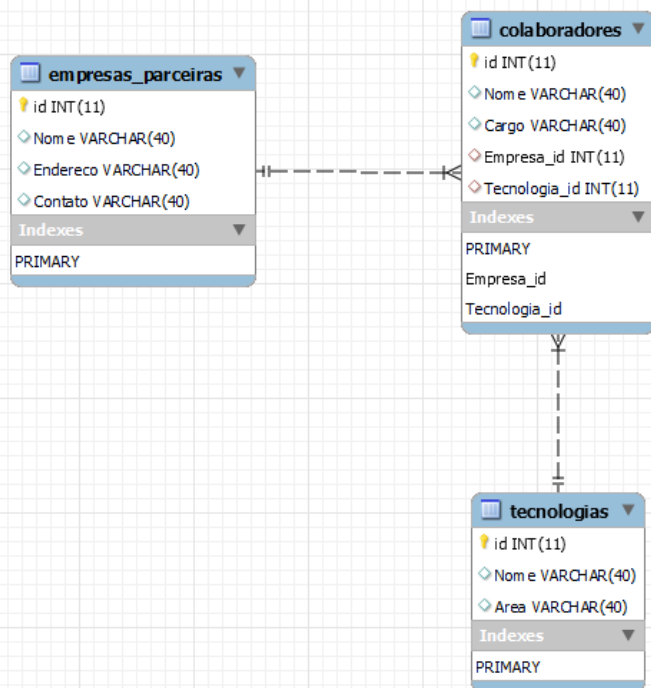 empresas_parceiras
id INT(11)
Nome VARCHAR(40)
Endereco VARCHAR(40)
Contato VARCHAR(40)
Indexes
PRIMARY
colaboradores
id INT(11)
Nome VARCHAR(40)
Cargo VARCHAR(40)
Empresa_id INT(11)
Tecnologia_id INT(11)
Indexes
PRIMARY
Empresa_id
Tecnologia_id
tecnologias
id INT(11)
Nome VARCHAR(40)
Area VARCHAR(40)
Indexes
PRIMARY